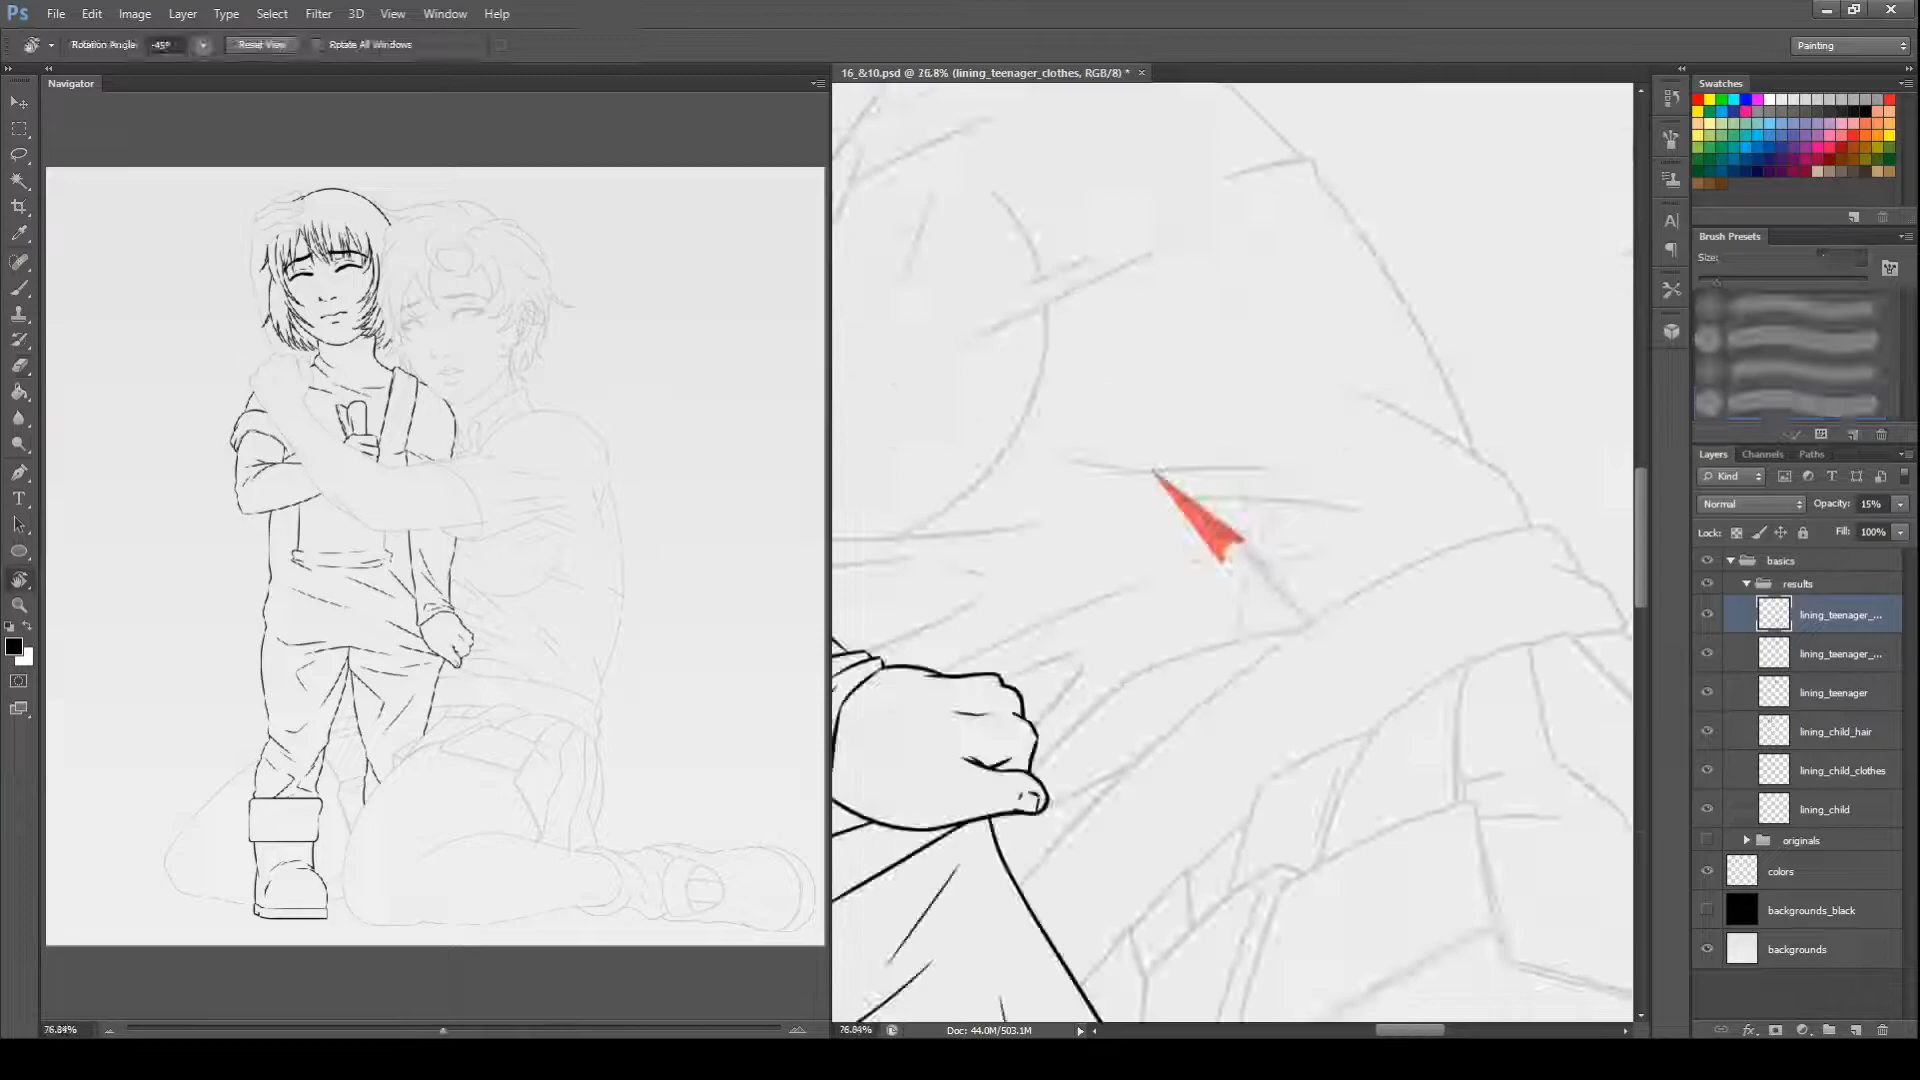 Ps File Edit Image Layer Type Select Filter 3D View Window Help
Rotation Angle: -45° Reset View Rotate All Windows Painting
Navigator
16_&10.psd @ 76.8% (lining_teenager_clothes, RGB/8) * ×
Swatches
Brush Presets
Size:
Layers Channels Paths
Kind
Normal Opacity: 15%
Lock: Fill: 100%
basics
results
lining_teenager_...
lining_teenager_...
lining_teenager
lining_child_hair
lining_child_clothes
lining_child
originals
colors
backgrounds_black
backgrounds
76.84%
76.84% Doc: 44.0M/503.1M